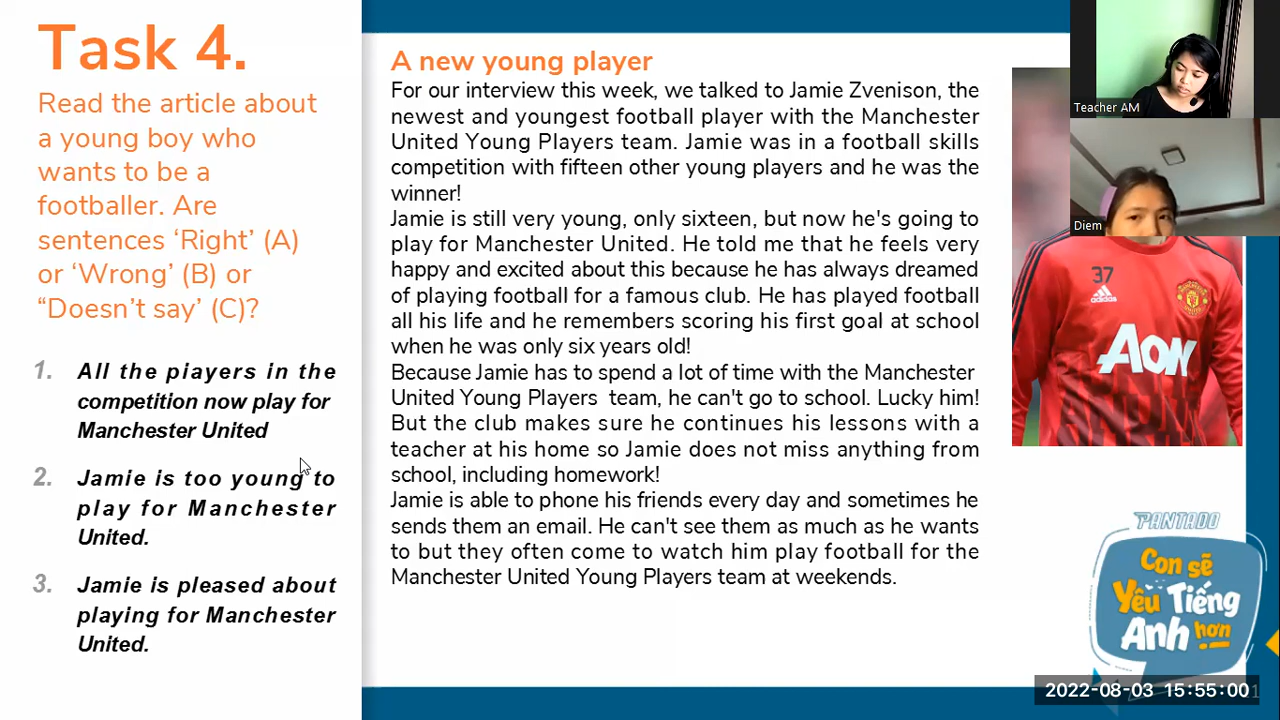 Task 4.
Read the article about
a young boy who
wants to be a
footballer. Are
sentences ‘Right’ (A)
or ‘Wrong’ (B) or
“Doesn’t say’ (C)?
1. All the players in the
competition now play for
Manchester United
2. Jamie is too young to
play for Manchester
United.
3. Jamie is pleased about
playing for Manchester
United.
A new young player
For our interview this week, we talked to Jamie Zvenison, the
newest and youngest football player with the Manchester
United Young Players team. Jamie was in a football skills
competition with fifteen other young players and he was the
winner!
Jamie is still very young, only sixteen, but now he's going to
play for Manchester United. He told me that he feels very
happy and excited about this because he has always dreamed
of playing football for a famous club. He has played football
all his life and he remembers scoring his first goal at school
when he was only six years old!
Because Jamie has to spend a lot of time with the Manchester
United Young Players team, he can't go to school. Lucky him!
But the club makes sure he continues his lessons with a
teacher at his home so Jamie does not miss anything from
school, including homework!
Jamie is able to phone his friends every day and sometimes he
sends them an email. He can't see them as much as he wants
to but they often come to watch him play football for the
Manchester United Young Players team at weekends.
Teacher AM
Diem
37
adidas
AON
PANTADO
Con sẽ
Yêu Tiếng
Anh hơn
2022-08-03 15:55:00